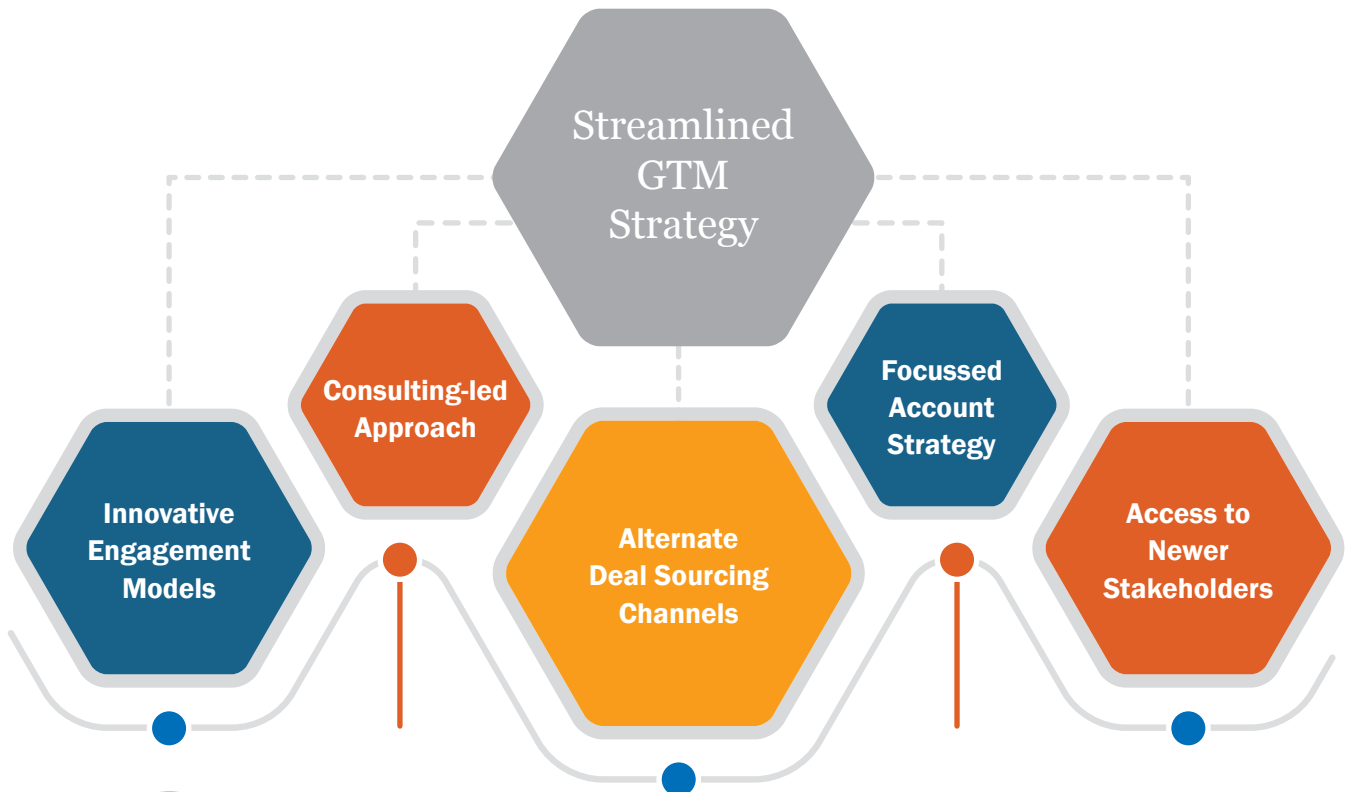 Streamlined
GTM
Strategy
Consulting-led
Approach
Focussed
Account
Strategy
Innovative
Engagement
Models
Alternate
Deal Sourcing
Channels
Access to
Newer
Stakeholders